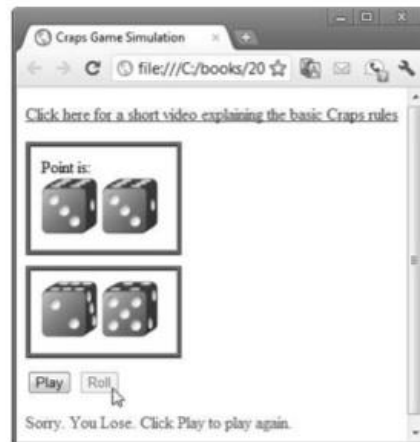 Craps Game Simulation
file:///C:/books/20
Click here for a short video explaining the basic Craps rules
Point is:
Play Roll
Sorry. You Lose. Click Play to play again.